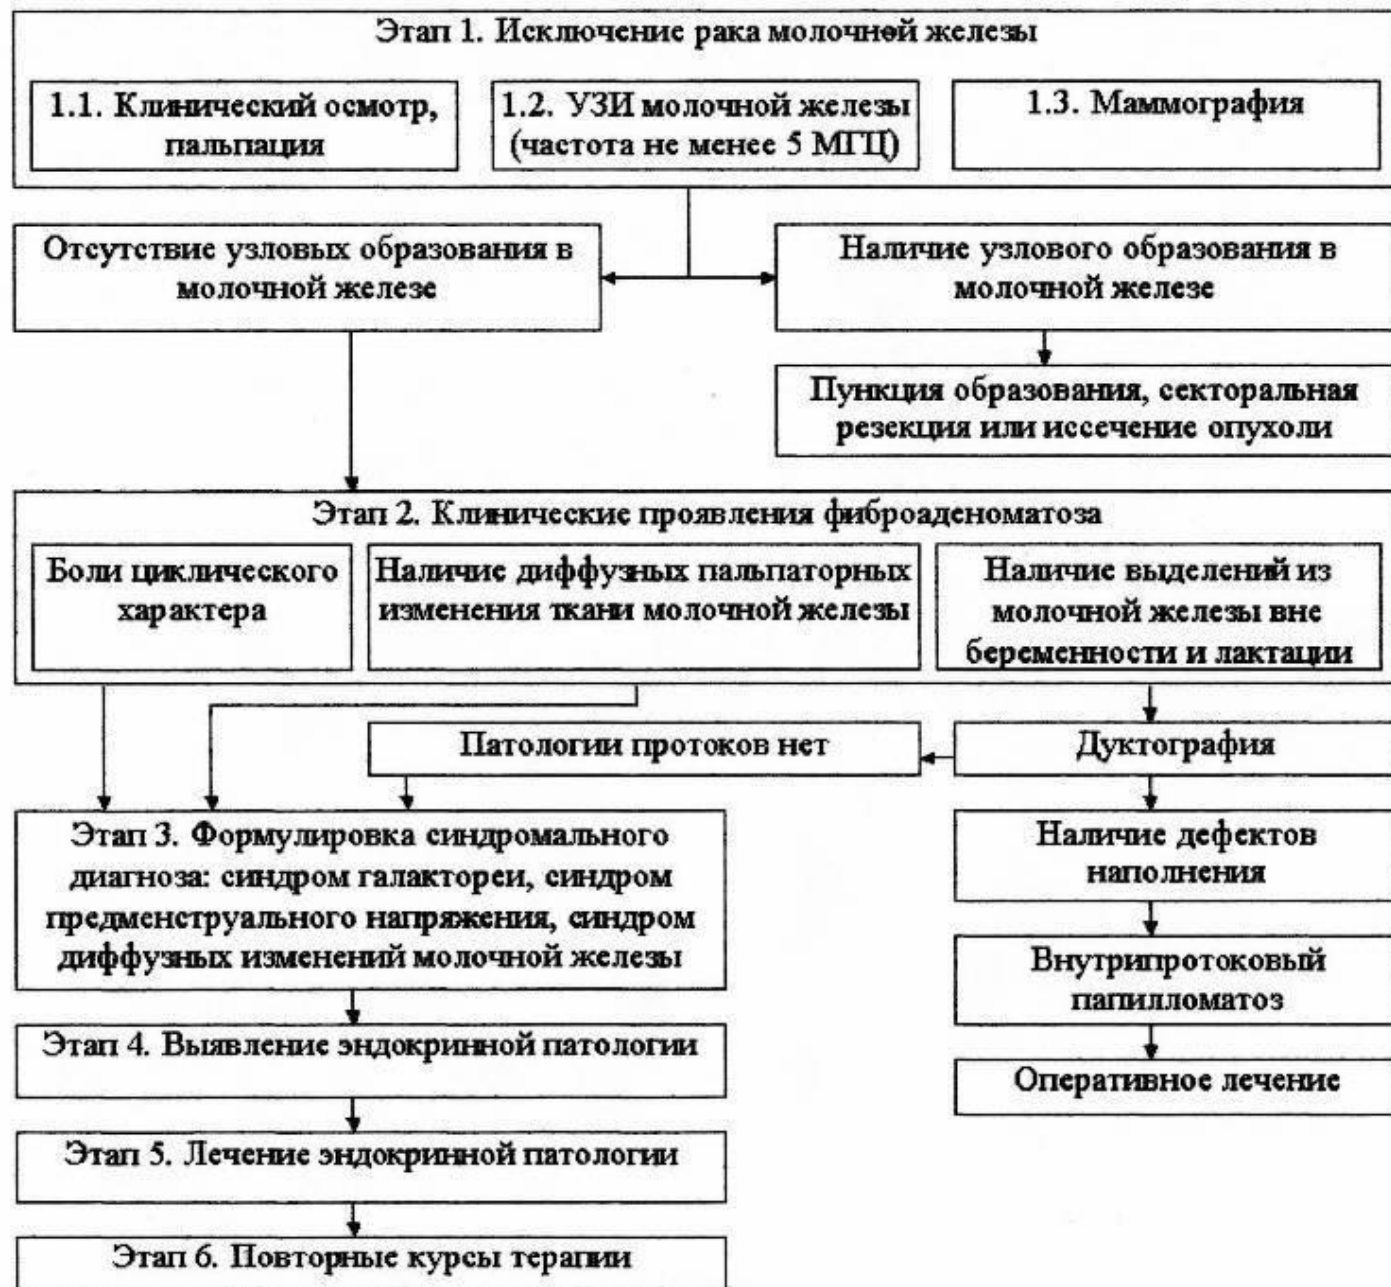 Этап 1. Исключение рака молочной железы
1.1. Клинический осмотр,
пальпация
1.2. УЗИ молочной железы
(частота не менее 5 МГЦ)
1.3. Маммография
Отсутствие узловых образования в
молочной железе
Наличие узлового образования в
молочной железе
Пункция образования, секторальная
резекция или иссечение опухоли
Этап 2. Клинические проявления фиброаденоматоза
Боли циклического
характера
Наличие диффузных пальпаторных
изменения ткани молочной железы
Наличие выделений из
молочной железы вне
беременности и лактации
Патологии протоков нет
Дуктография
Этап 3. Формулировка синдромального
диагноза: синдром галактореи, синдром
предменструального напряжения, синдром
диффузных изменений молочной железы
Наличие дефектов
наполнения
Внутрипротоковый
папилломатоз
Оперативное лечение
Этап 4. Выявление эндокринной патологии
Этап 5. Лечение эндокринной патологии
Этап 6. Повторные курсы терапии